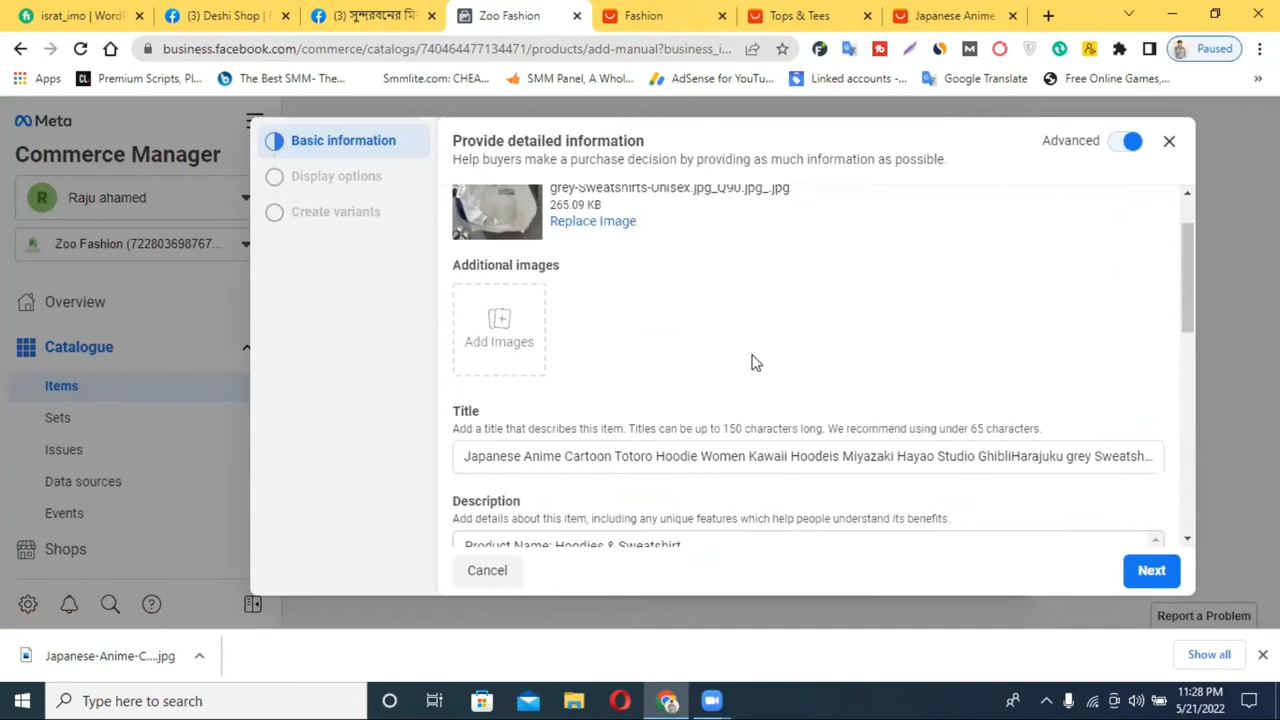 israt_imo | WordP
(3) Deshi Shop | F
(3) সুন্দরবনের মি
Zoo Fashion
Fashion
Tops & Tees
Japanese Anime
business.facebook.com/commerce/catalogs/740464477134471/products/add-manual?business_i...
Paused
Apps
Premium Scripts, Pl...
The Best SMM- The...
Smmlite.com: CHEA...
SMM Panel, A Whol...
AdSense for YouTu...
Linked accounts -...
Google Translate
Free Online Games,...
Meta
Commerce Manager
R
Raju ahamed
Zoo Fashion (722803698767...
Overview
Catalogue
Items
Sets
Issues
Data sources
Events
Shops
Basic information
Display options
Create variants
Provide detailed information
Advanced
Help buyers make a purchase decision by providing as much information as possible.
grey-Sweatshirts-Unisex.jpg_Q90.jpg_.jpg
265.09 KB
Replace Image
Additional images
Add Images
Title
Add a title that describes this item. Titles can be up to 150 characters long. We recommend using under 65 characters.
Japanese Anime Cartoon Totoro Hoodie Women Kawaii Hoodeis Miyazaki Hayao Studio GhibliHarajuku grey Sweatsh...
Description
Add details about this item, including any unique features which help people understand its benefits.
Product Name: Hoodies & Sweatshirt
Cancel
Next
Report a Problem
Japanese-Anime-C....jpg
Show all
Type here to search
11:28 PM
5/21/2022